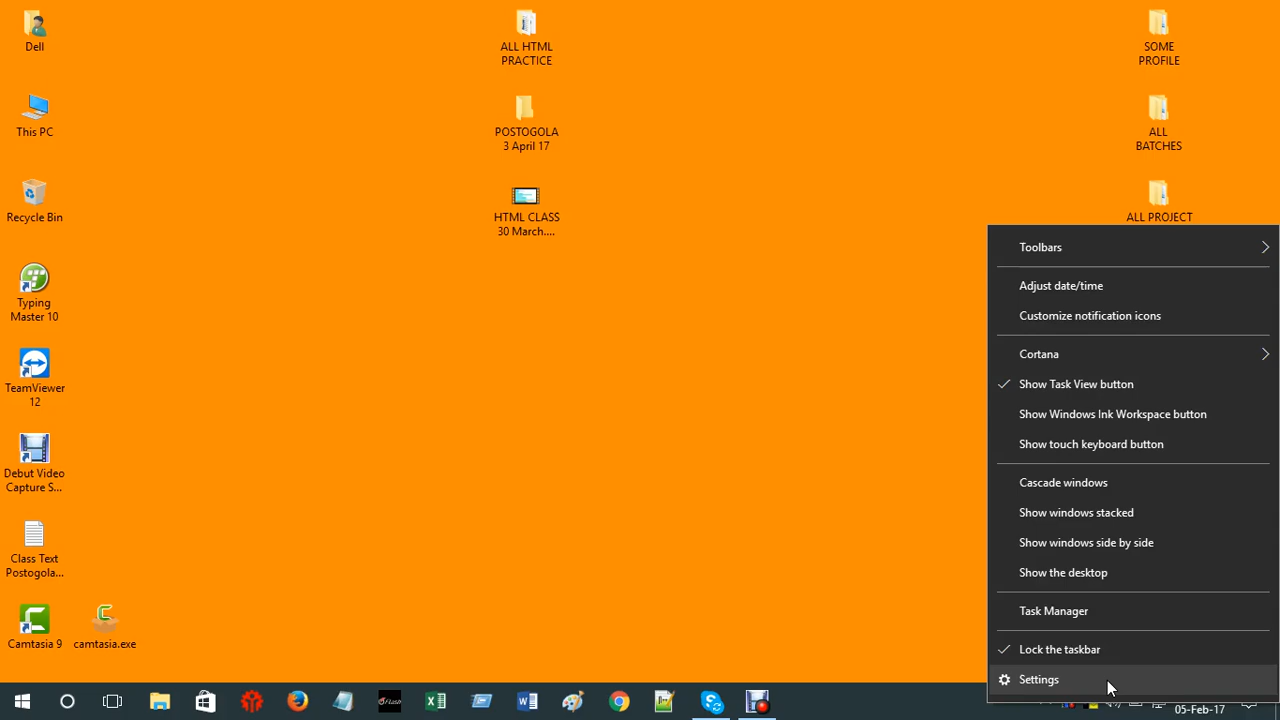 Dell
This PC
Recycle Bin
Typing
Master 10
TeamViewer
12
Debut Video
Capture S...
Class Text
Postogola...
Camtasia 9
camtasia.exe
ALL HTML
PRACTICE
POSTOGOLA
3 April 17
HTML CLASS
30 March....
SOME
PROFILE
ALL
BATCHES
ALL PROJECT
Toolbars
Adjust date/time
Customize notification icons
Cortana
Show Task View button
Show Windows Ink Workspace button
Show touch keyboard button
Cascade windows
Show windows stacked
Show windows side by side
Show the desktop
Task Manager
Lock the taskbar
Settings
Flash
05-Feb-17